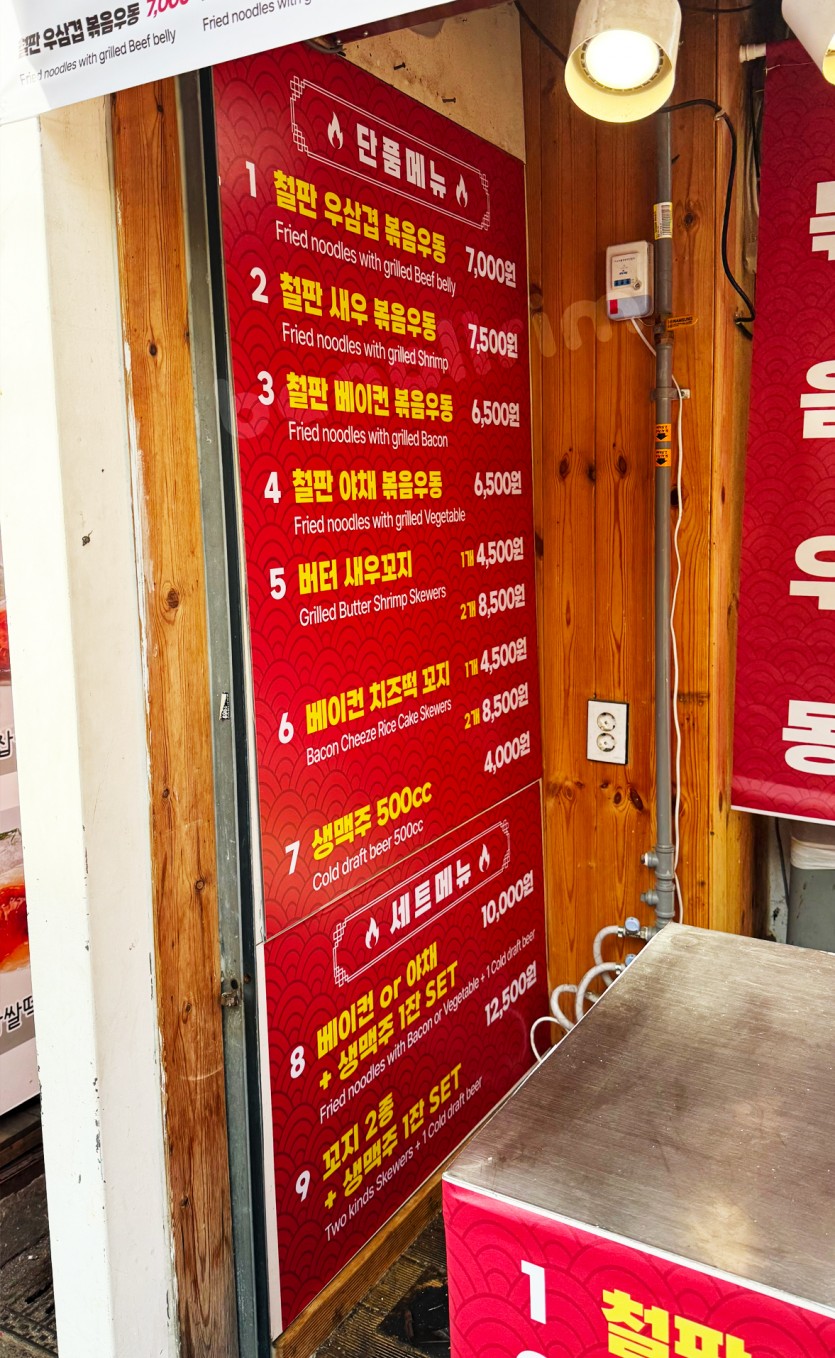 철판 우삼겹 볶음우동 7,000
Fried noodles with grilled Beef belly
Fried noodles with
단품메뉴
1 철판 우삼겹 볶음우동 7,000원
Fried noodles with grilled Beef belly
2 철판 새우 볶음우동 7,500원
Fried noodles with grilled Shrimp
3 철판 베이컨 볶음우동 6,500원
Fried noodles with grilled Bacon
4 철판 야채 볶음우동 6,500원
Fried noodles with grilled Vegetable
5 버터 새우꼬지 1개 4,500원
Grilled Butter Shrimp Skewers 2개 8,500원
6 베이컨 치즈떡 꼬지 1개 4,500원
Bacon Cheeze Rice Cake Skewers 2개 8,500원
7 생맥주 500cc 4,000원
Cold draft beer 500cc
세트메뉴
8 베이컨 or 야채 10,000원
+ 생맥주 1잔 SET
Fried noodles with Bacon or Vegetable + 1 Cold draft beer
9 꼬지 2종 12,500원
+ 생맥주 1잔 SET
Two kinds Skewers + 1 Cold draft beer
볶
음
우
동
1 철판